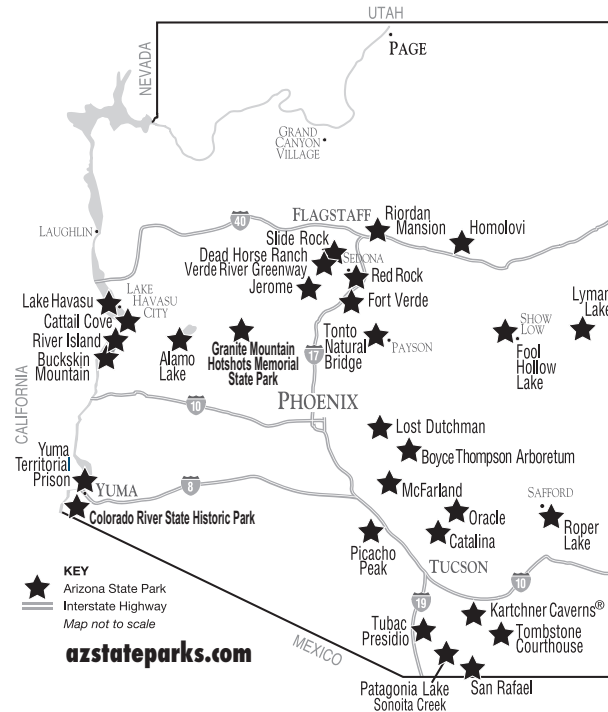 UTAH
NEVADA
PAGE
GRAND
CANYON
VILLAGE
40
FLAGSTAFF
Riordan
Mansion
Homolovi
LAUGHLIN
Slide Rock
Dead Horse Ranch
SEDONA
Verde River Greenway
Red Rock
Jerome
Fort Verde
Lake Havasu
LAKE
HAVASU
CITY
Cattail Cove
River Island
Buckskin
Mountain
Alamo
Lake
Granite Mountain
Hotshots Memorial
State Park
17
Tonto
Natural
Bridge
PAYSON
SHOW
LOW
Fool
Hollow
Lake
Lyman
Lake
CALIFORNIA
10
PHOENIX
Lost Dutchman
Boyce Thompson Arboretum
Yuma
Territorial
Prison
YUMA
8
McFarland
Colorado River State Historic Park
Oracle
Catalina
SAFFORD
Roper
Lake
Picacho
Peak
TUCSON
10
19
KEY
Arizona State Park
Interstate Highway
Map not to scale
azstateparks.com
MEXICO
Kartchner Caverns®
Tubac
Presidio
Tombstone
Courthouse
Patagonia Lake
Sonoita Creek
San Rafael